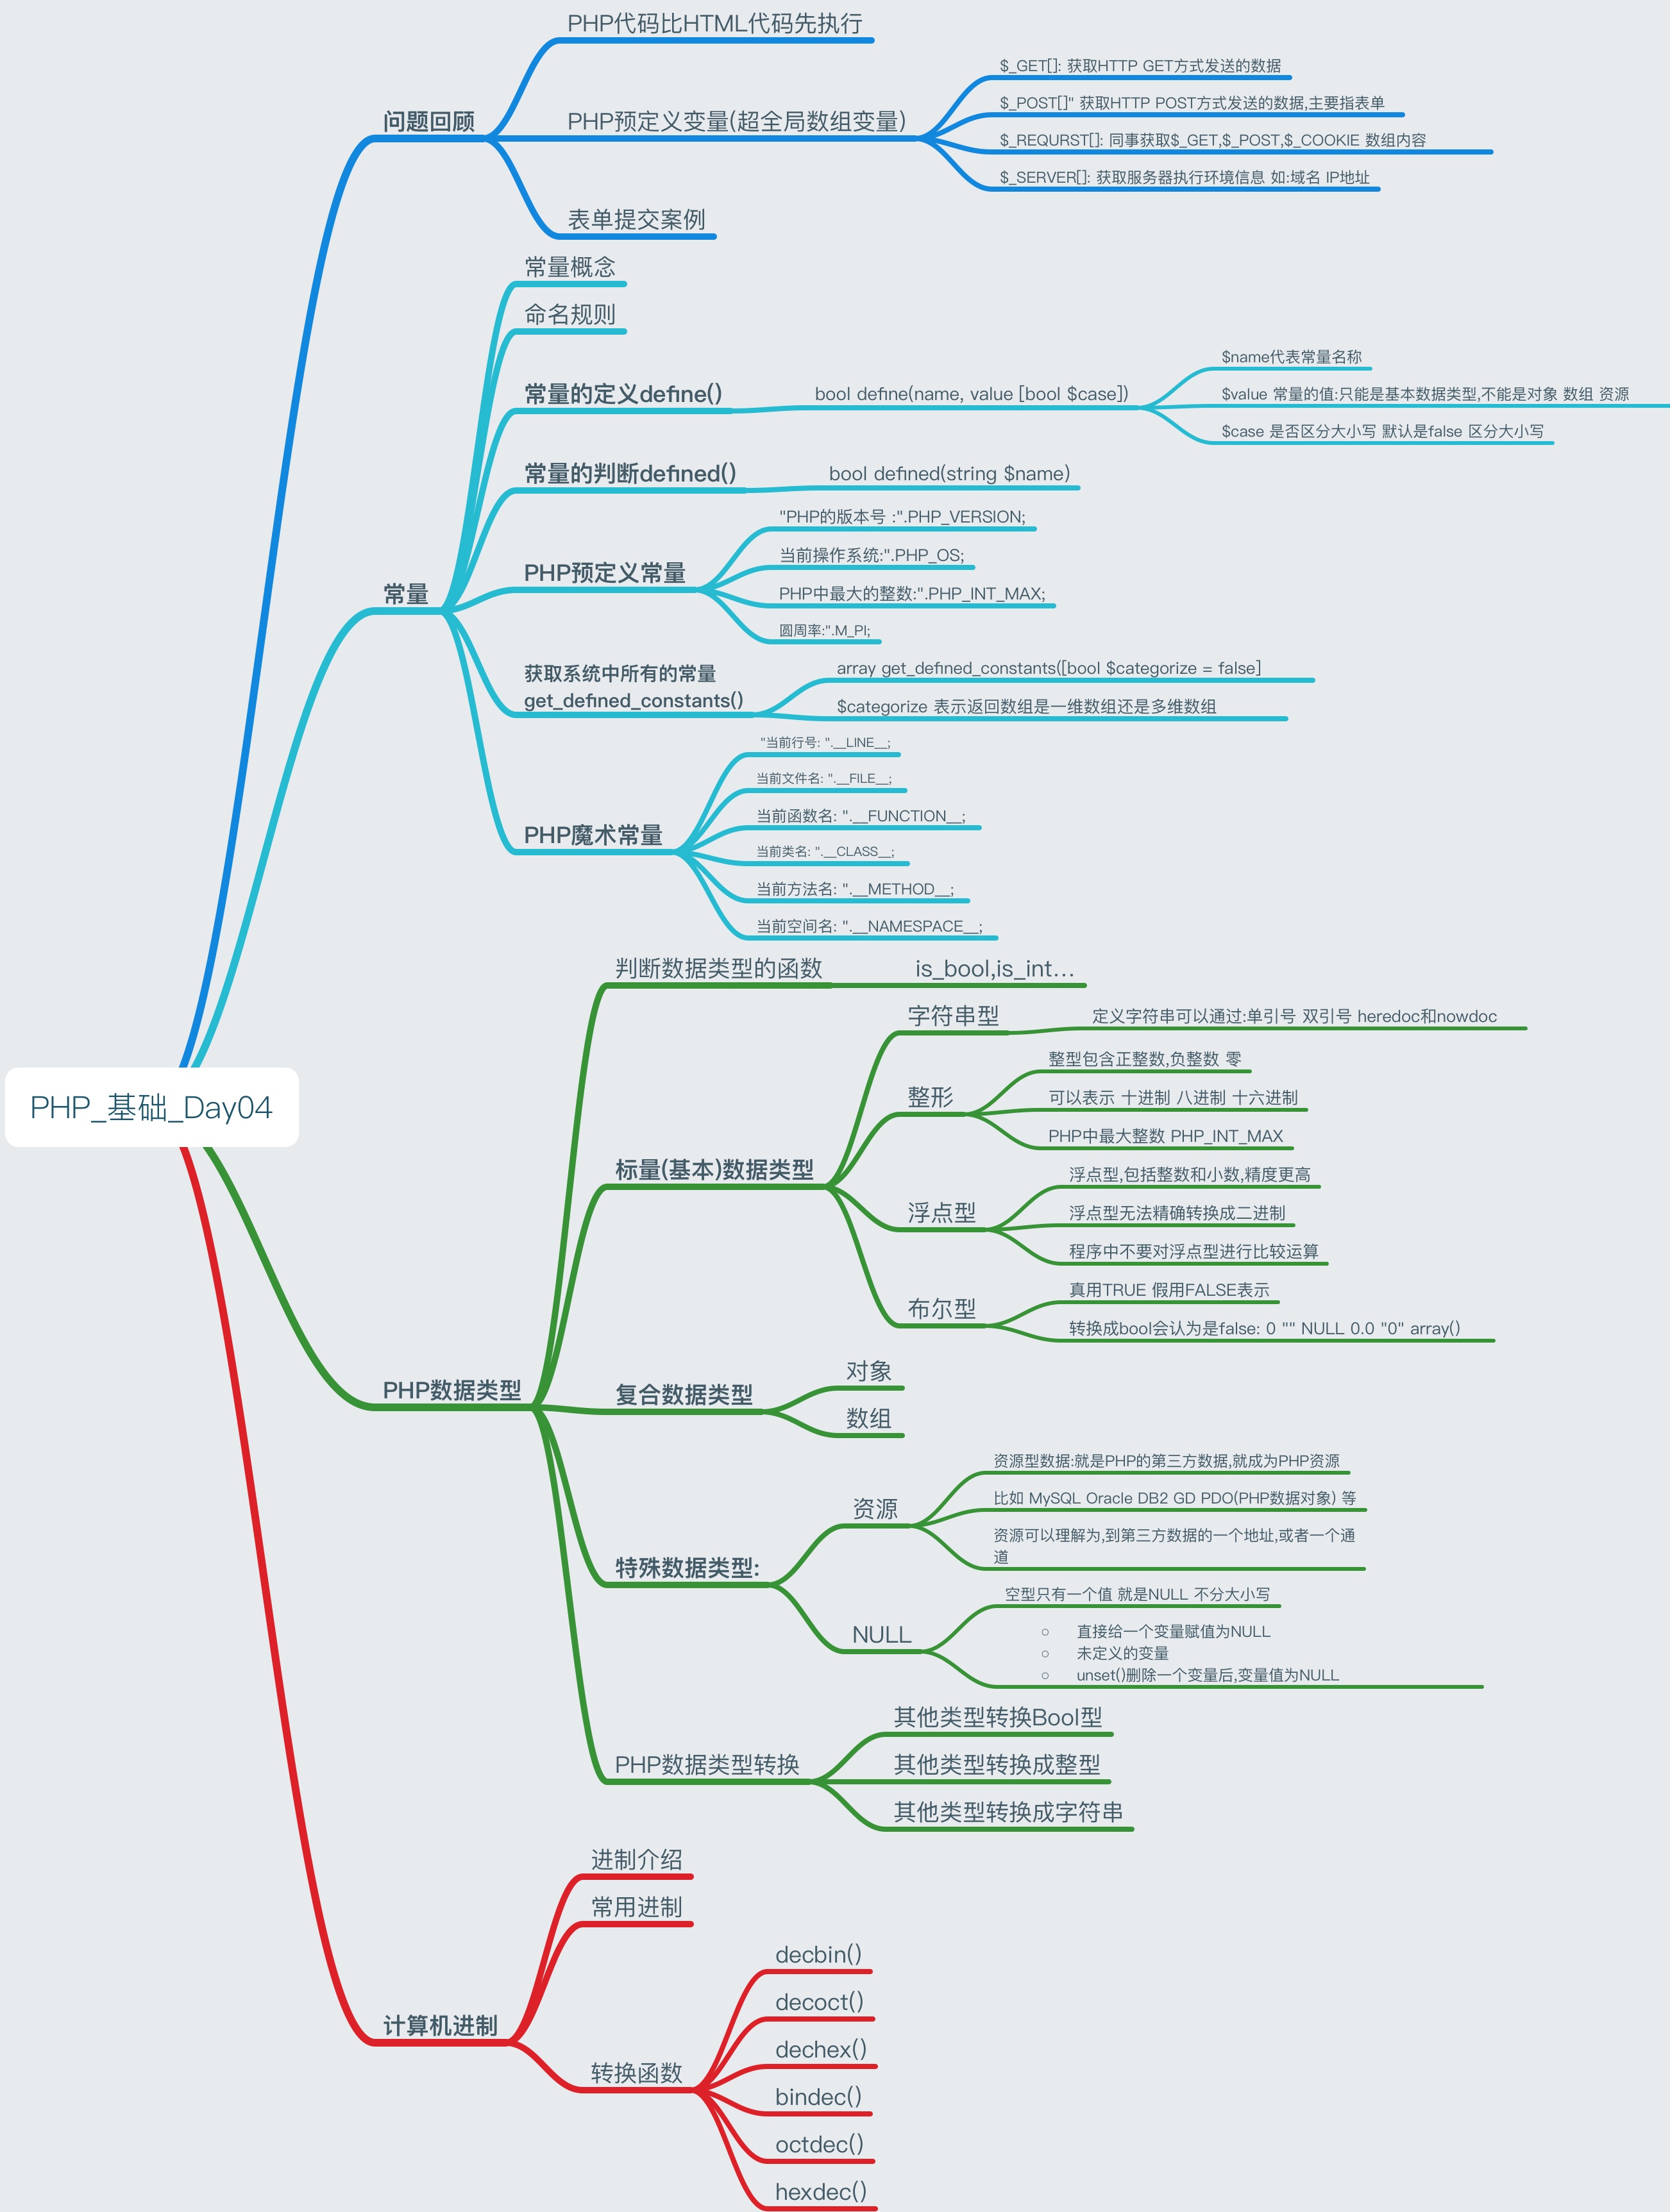 PHP_基础_Day04
问题回顾
PHP代码比HTML代码先执行
PHP预定义变量(超全局数组变量)
$_GET[]: 获取HTTP GET方式发送的数据
$_POST[]" 获取HTTP POST方式发送的数据,主要指表单
$_REQURST[]: 同事获取$_GET,$_POST,$_COOKIE 数组内容
$_SERVER[]: 获取服务器执行环境信息 如:域名 IP地址
表单提交案例
常量
常量概念
命名规则
常量的定义define()
bool define(name, value [bool $case])
$name代表常量名称
$value 常量的值:只能是基本数据类型,不能是对象 数组 资源
$case 是否区分大小写 默认是false 区分大小写
常量的判断defined()
bool defined(string $name)
PHP预定义常量
"PHP的版本号 :".PHP_VERSION;
当前操作系统:".PHP_OS;
PHP中最大的整数:".PHP_INT_MAX;
圆周率:".M_PI;
获取系统中所有的常量
get_defined_constants()
array get_defined_constants([bool $categorize = false]
$categorize 表示返回数组是一维数组还是多维数组
PHP魔术常量
"当前行号: ".__LINE__;
当前文件名: ".__FILE__;
当前函数名: ".__FUNCTION__;
当前类名: ".__CLASS__;
当前方法名: ".__METHOD__;
当前空间名: ".__NAMESPACE__;
PHP数据类型
判断数据类型的函数
is_bool,is_int...
标量(基本)数据类型
字符串型
定义字符串可以通过:单引号 双引号 heredoc和nowdoc
整形
整型包含正整数,负整数 零
可以表示 十进制 八进制 十六进制
PHP中最大整数 PHP_INT_MAX
浮点型
浮点型,包括整数和小数,精度更高
浮点型无法精确转换成二进制
程序中不要对浮点型进行比较运算
布尔型
真用TRUE 假用FALSE表示
转换成bool会认为是false: 0 "" NULL 0.0 "0" array()
复合数据类型
对象
数组
特殊数据类型:
资源
资源型数据:就是PHP的第三方数据,就成为PHP资源
比如 MySQL Oracle DB2 GD PDO(PHP数据对象) 等
资源可以理解为,到第三方数据的一个地址,或者一个通
道
NULL
空型只有一个值 就是NULL 不分大小写
○ 直接给一个变量赋值为NULL
○ 未定义的变量
○ unset()删除一个变量后,变量值为NULL
PHP数据类型转换
其他类型转换Bool型
其他类型转换成整型
其他类型转换成字符串
计算机进制
进制介绍
常用进制
转换函数
decbin()
decoct()
dechex()
bindec()
octdec()
hexdec()